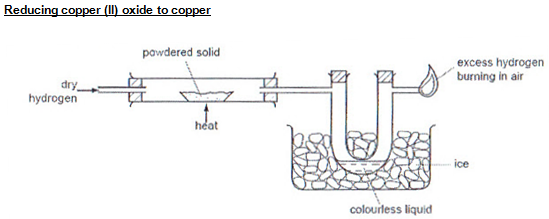 Reducing copper (II) oxide to copper
powdered solid
dry
hydrogen
heat
excess hydrogen
burning in air
ice
colourless liquid